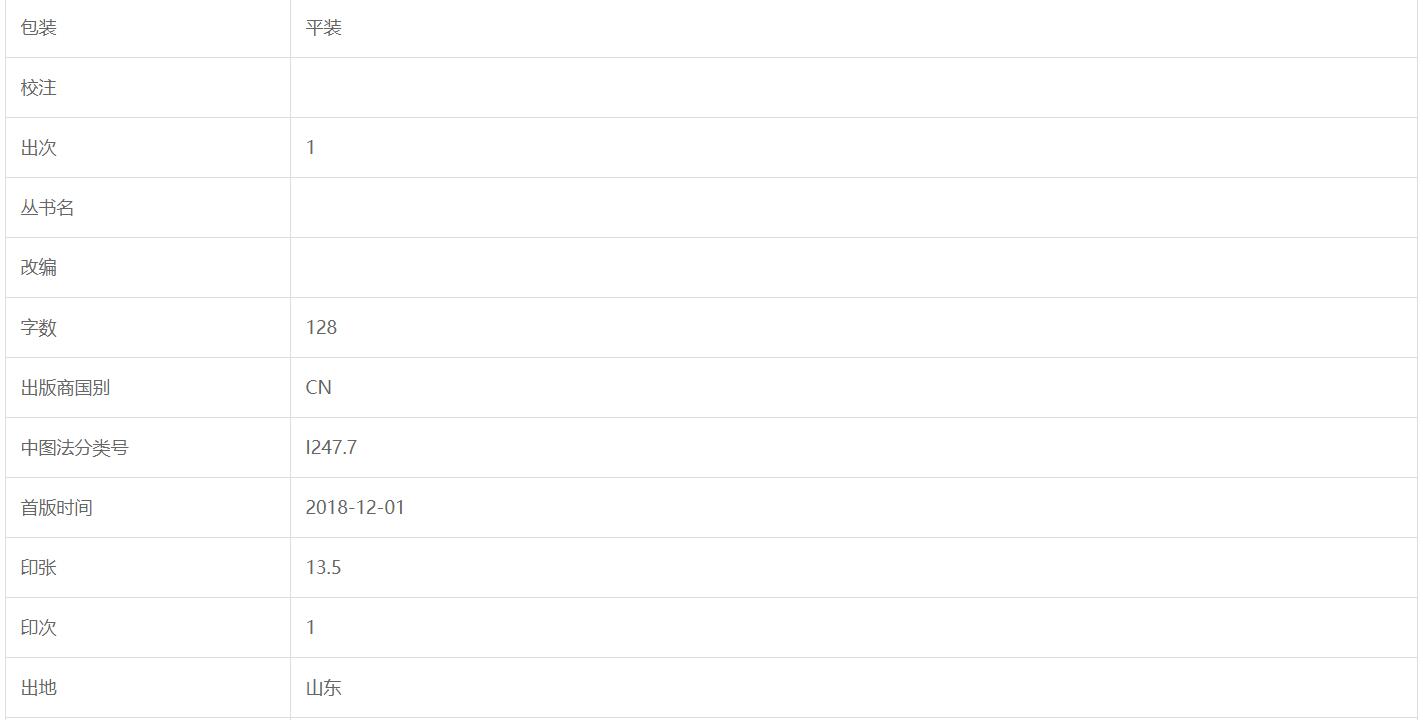 包装 平装
校注
出次 1
丛书名
改编
字数 128
出版商国别 CN
中图法分类号 I247.7
首版时间 2018-12-01
印张 13.5
印次 1
出地 山东